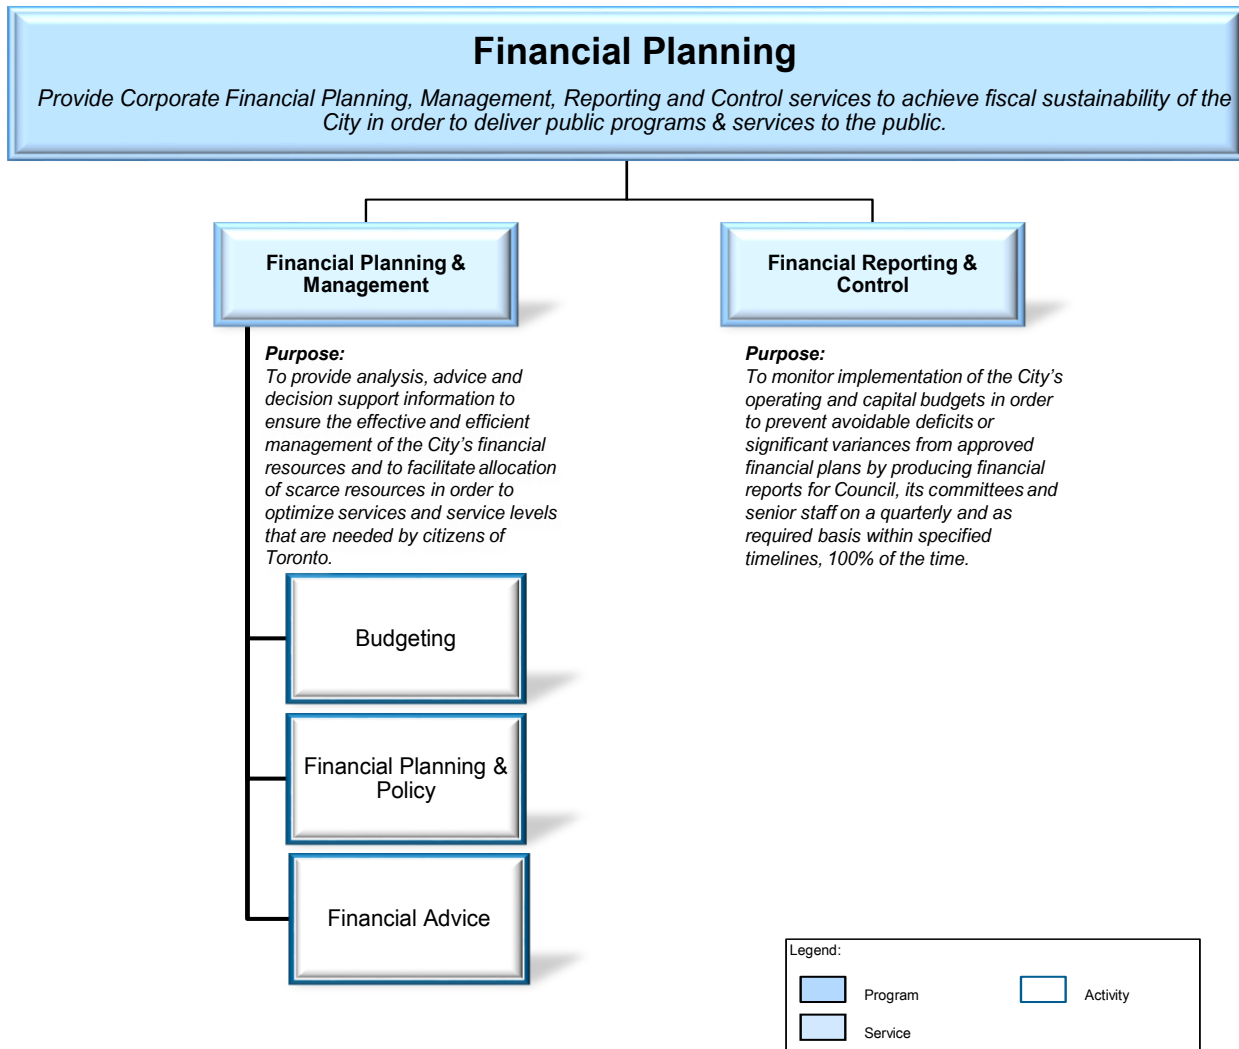 Financial Planning
Provide Corporate Financial Planning, Management, Reporting and Control services to achieve fiscal sustainability of the
City in order to deliver public programs & services to the public.
Financial Planning &
Management
Purpose:
To provide analysis, advice and
decision support information to
ensure the effective and efficient
management of the City's financial
resources and to facilitate allocation
of scarce resources in order to
optimize services and service levels
that are needed by citizens of
Toronto.
Budgeting
Financial Planning &
Policy
Financial Advice
Financial Reporting &
Control
Purpose:
To monitor implementation of the City's
operating and capital budgets in order
to prevent avoidable deficits or
significant variances from approved
financial plans by producing financial
reports for Council, its committees and
senior staff on a quarterly and as
required basis within specified
timelines, 100% of the time.
Legend:
Program
Activity
Service